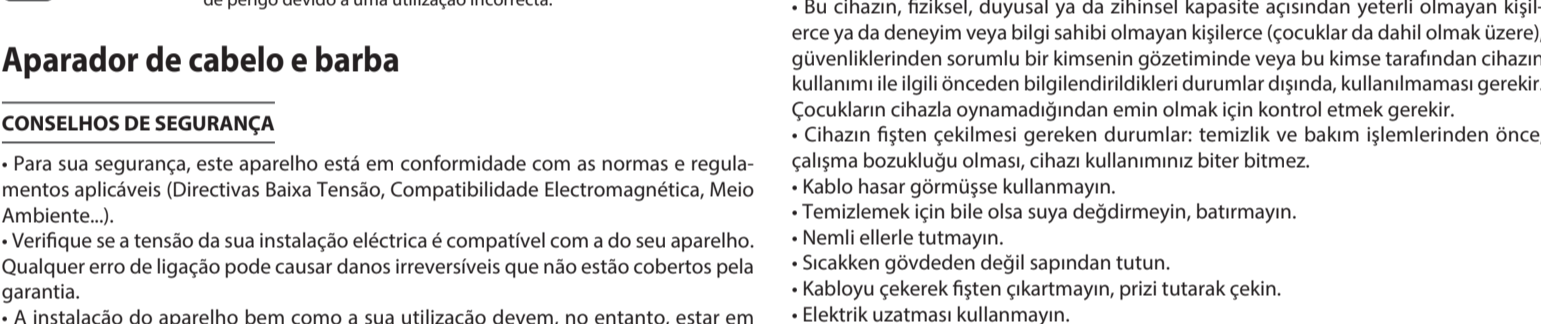 de perigo devido a uma utilização incorrecta.
Aparador de cabelo e barba
CONSELHOS DE SEGURANÇA
• Para sua segurança, este aparelho está em conformidade com as normas e regula-
mentos aplicáveis (Directivas Baixa Tensão, Compatibilidade Electromagnética, Meio
Ambiente...).
• Verifique se a tensão da sua instalação eléctrica é compatível com a do seu aparelho.
Qualquer erro de ligação pode causar danos irreversíveis que não estão cobertos pela
garantia.
• A instalação do aparelho bem como a sua utilização devem, no entanto, estar em
• Bu cihazın, fiziksel, duyusal ya da zihinsel kapasite açısından yeterli olmayan kişil-
erce ya da deneyim veya bilgi sahibi olmayan kişilerce (çocuklar da dahil olmak üzere),
güvenliklerinden sorumlu bir kimsenin gözetiminde veya bu kimse tarafından cihazın
kullanımı ile ilgili önceden bilgilendirildikleri durumlar dışında, kullanılmaması gerekir.
Çocukların cihazla oynamadığından emin olmak için kontrol etmek gerekir.
• Cihazın fişten çekilmesi gereken durumlar: temizlik ve bakım işlemlerinden önce,
çalışma bozukluğu olması, cihazı kullanımınız biter bitmez.
• Kablo hasar görmüşse kullanmayın.
• Temizlemek için bile olsa suya değdirmeyin, batırmayın.
• Nemli ellerle tutmayın.
• Sıcakken gövdeden değil sapından tutun.
• Kabloyu çekerek fişten çıkartmayın, prizi tutarak çekin.
• Elektrik uzatması kullanmayın.